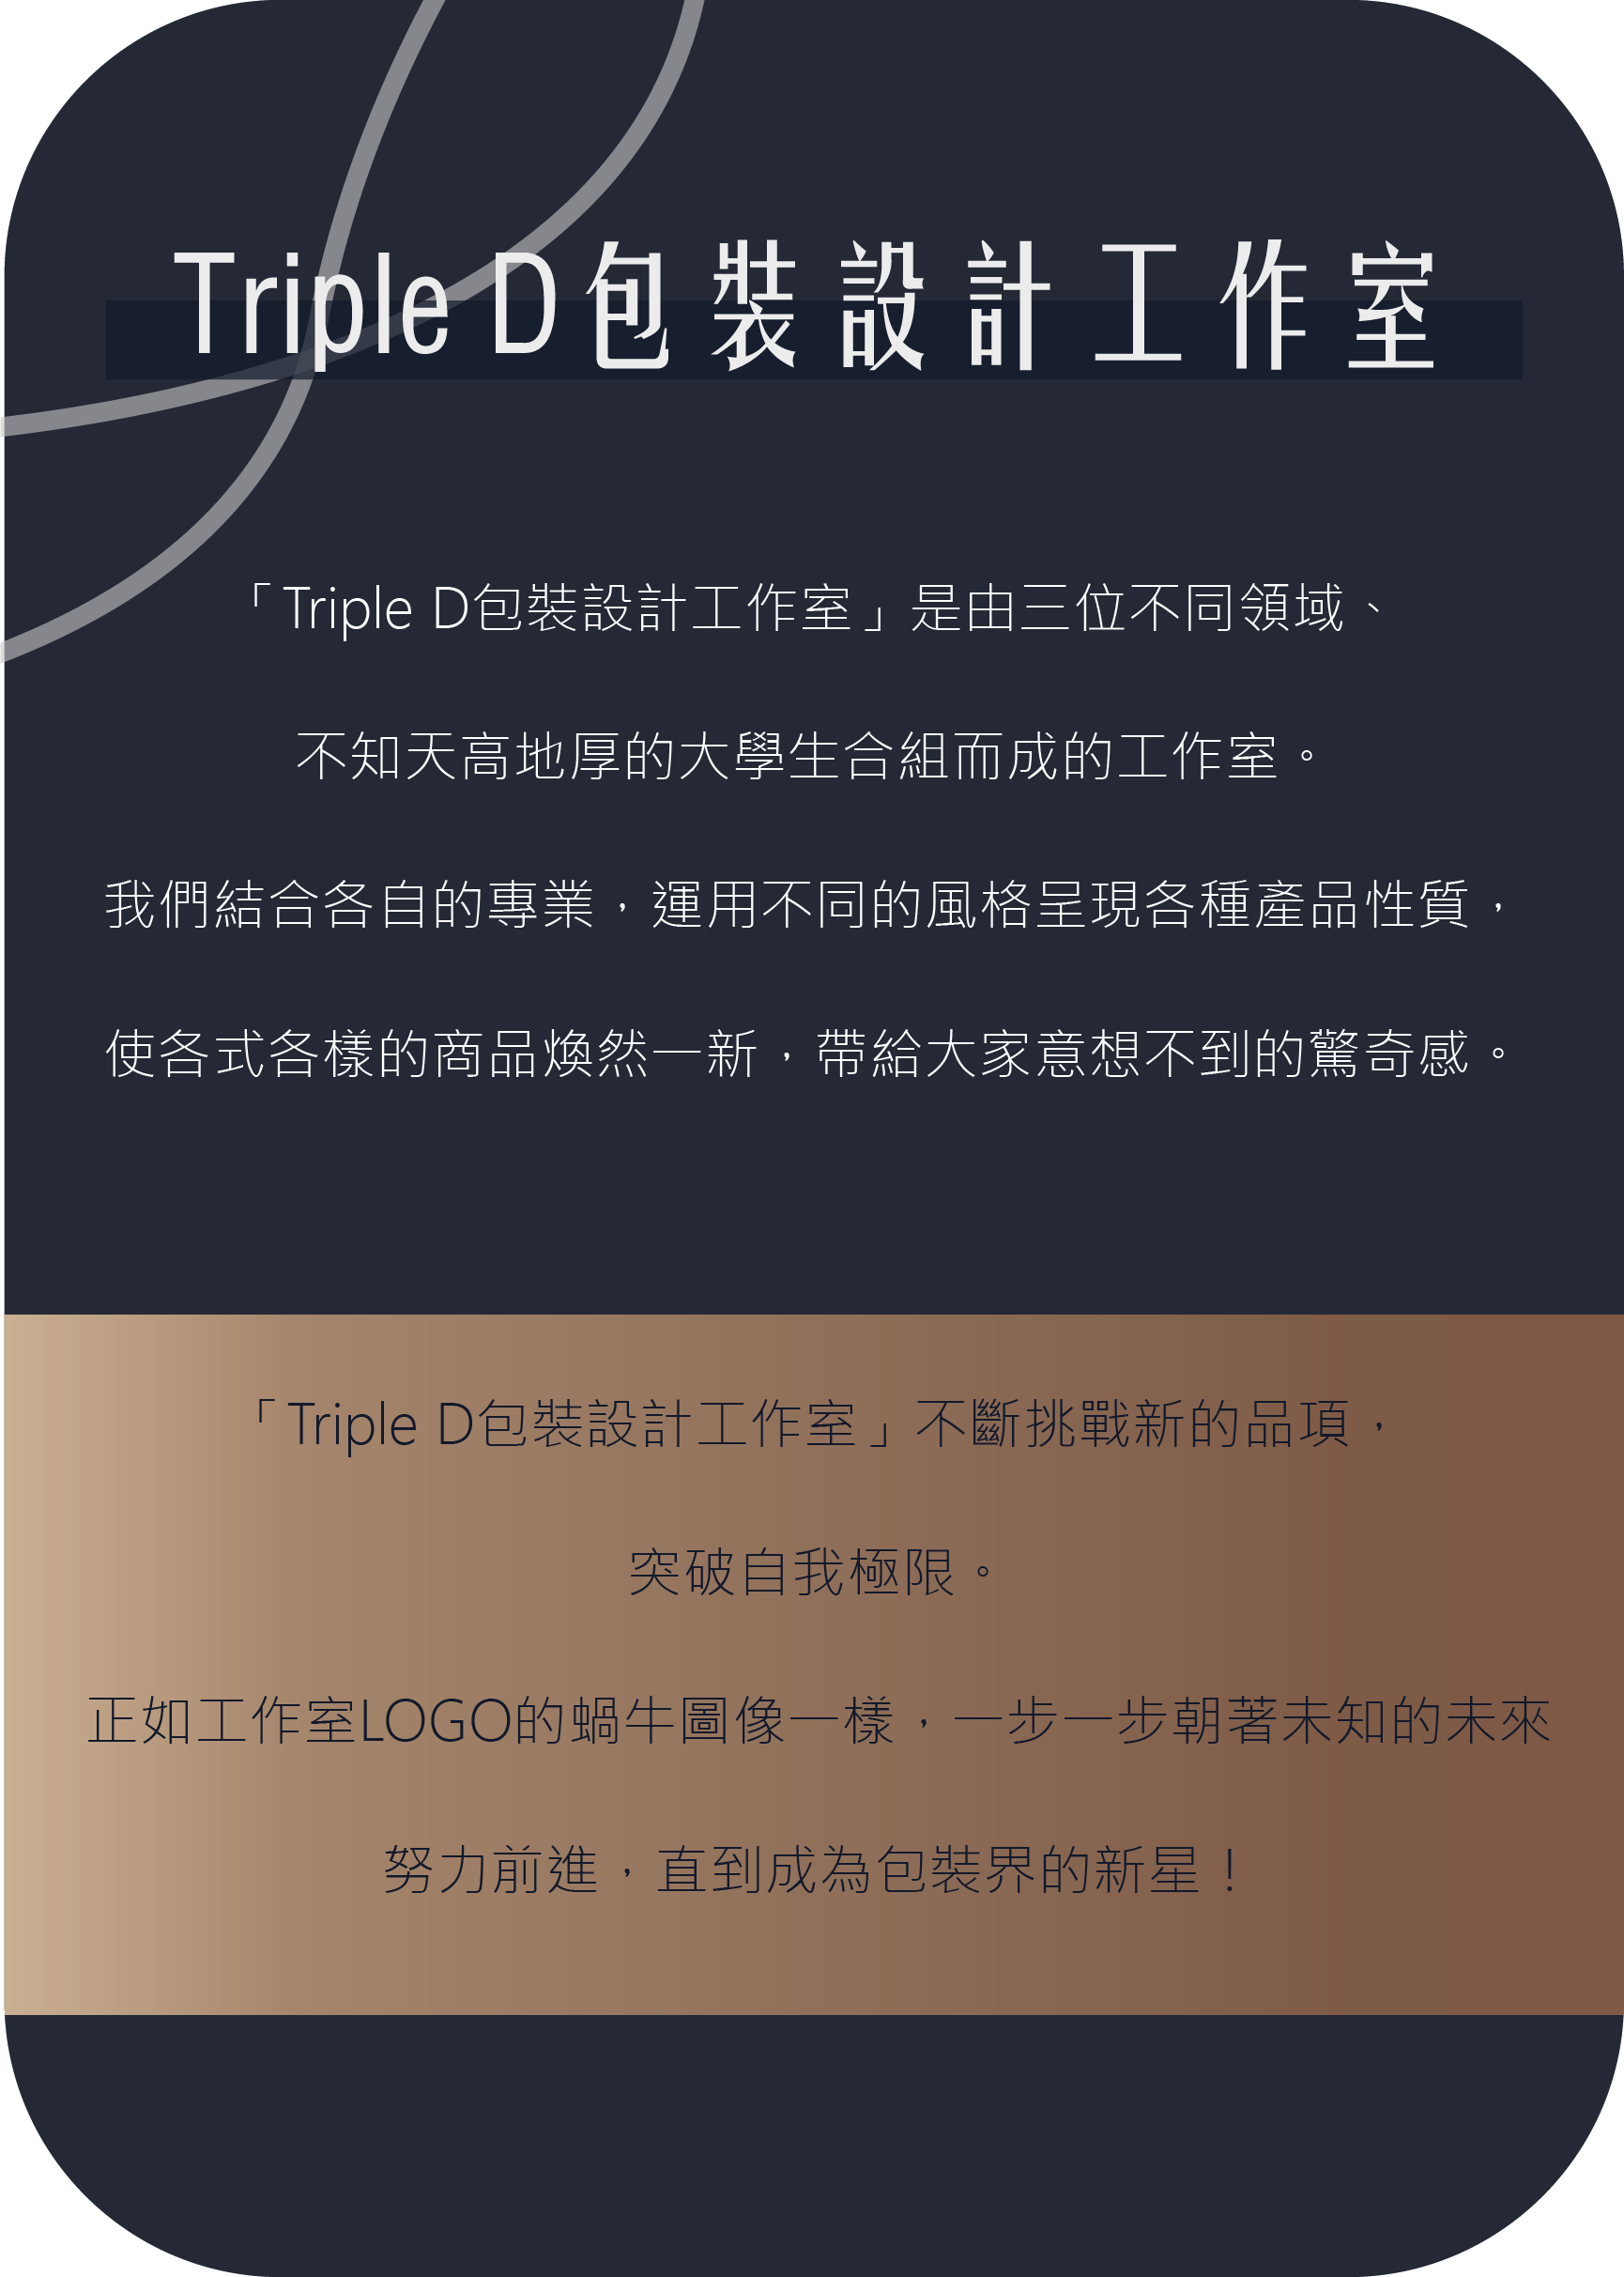 Triple D包裝設計工作室
「Triple D包裝設計工作室」是由三位不同領域、
不知天高地厚的大學生合組而成的工作室。
我們結合各自的專業，運用不同的風格呈現各種產品性質，
使各式各樣的商品煥然一新，帶給大家意想不到的驚奇感。
「Triple D包裝設計工作室」不斷挑戰新的品項，
突破自我極限。
正如工作室LOGO的蝸牛圖像一樣，一步一步朝著未知的未來
努力前進，直到成為包裝界的新星！